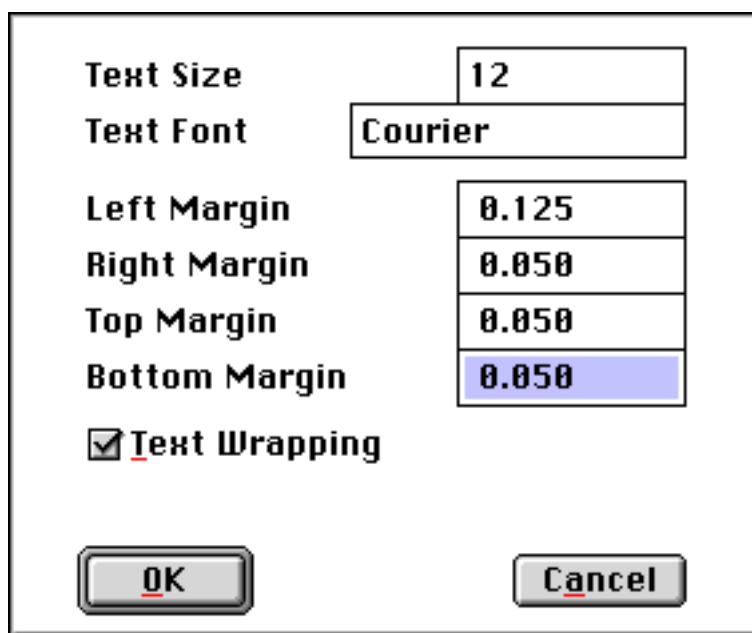 Text Size 12
Text Font Courier
Left Margin 0.125
Right Margin 0.050
Top Margin 0.050
Bottom Margin 0.050
Text Wrapping
OK Cancel